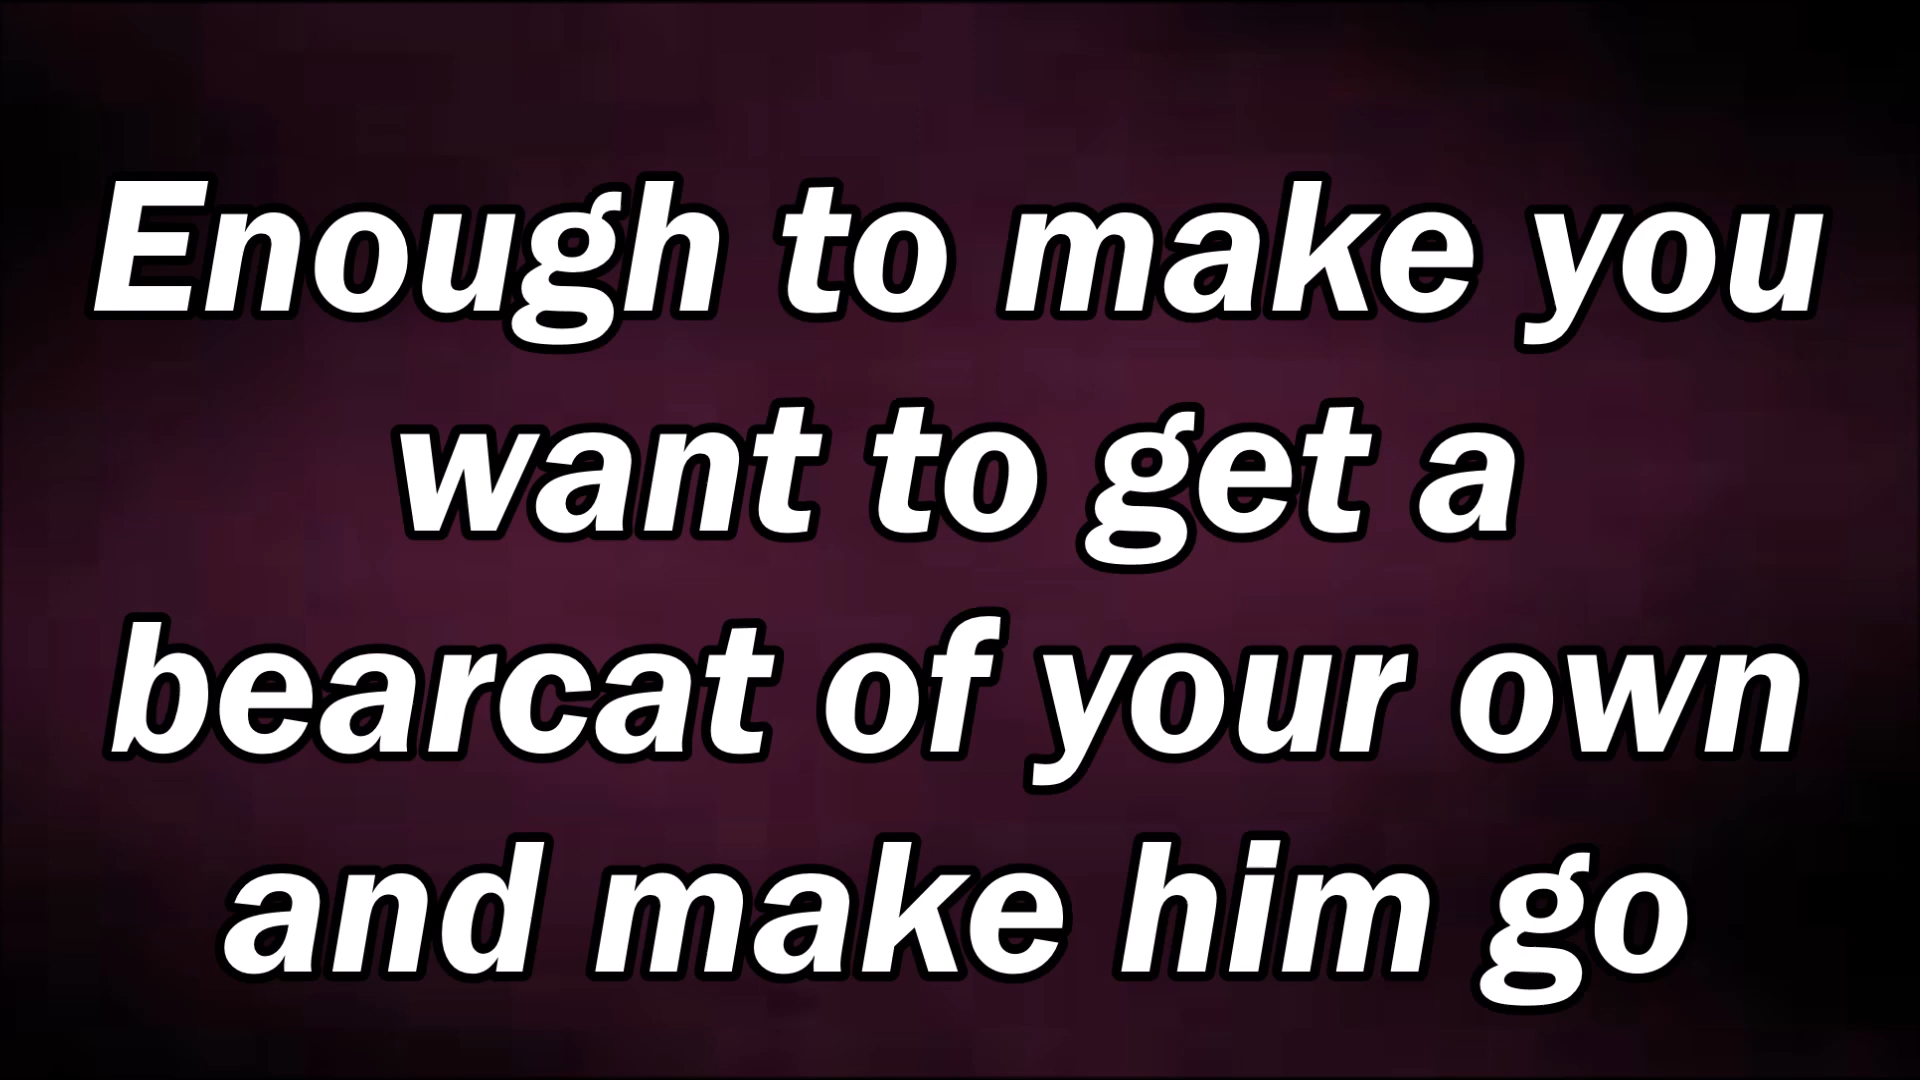 Enough to make you
want to get a
bearcat of your own
and make him go